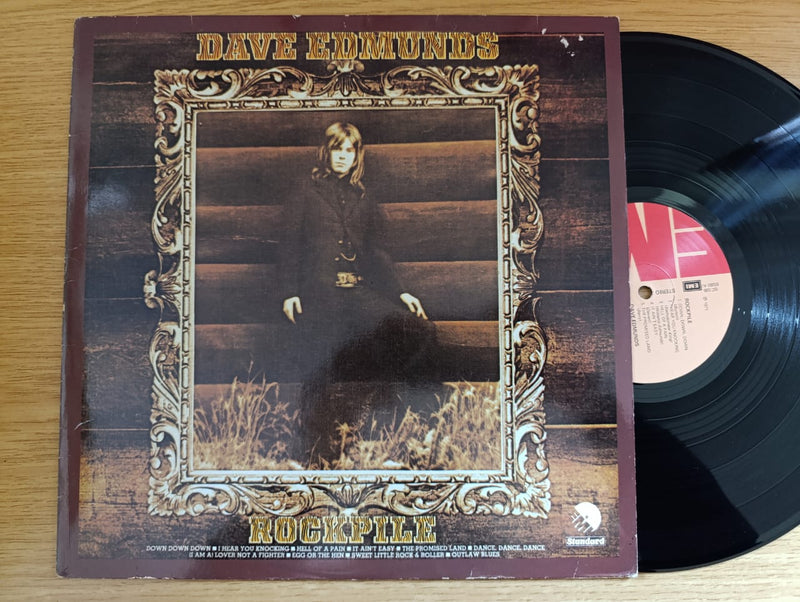 DAVE EDMUNDS
ROCKPILE
DOWN DOWN DOWN ■ I HEAR YOU KNOCKING ■ HELL OF A PAIN ■ IT AIN'T EASY ■ THE PROMISED LAND ■ DANCE, DANCE, DANCE
(I AM A) LOVER NOT A FIGHTER ■ EGG OR THE HEN ■ SWEET LITTLE ROCK & ROLLER ■ OUTLAW BLUES
Standard
EMI
STEREO
ROCKPILE
DAVE EDMUNDS